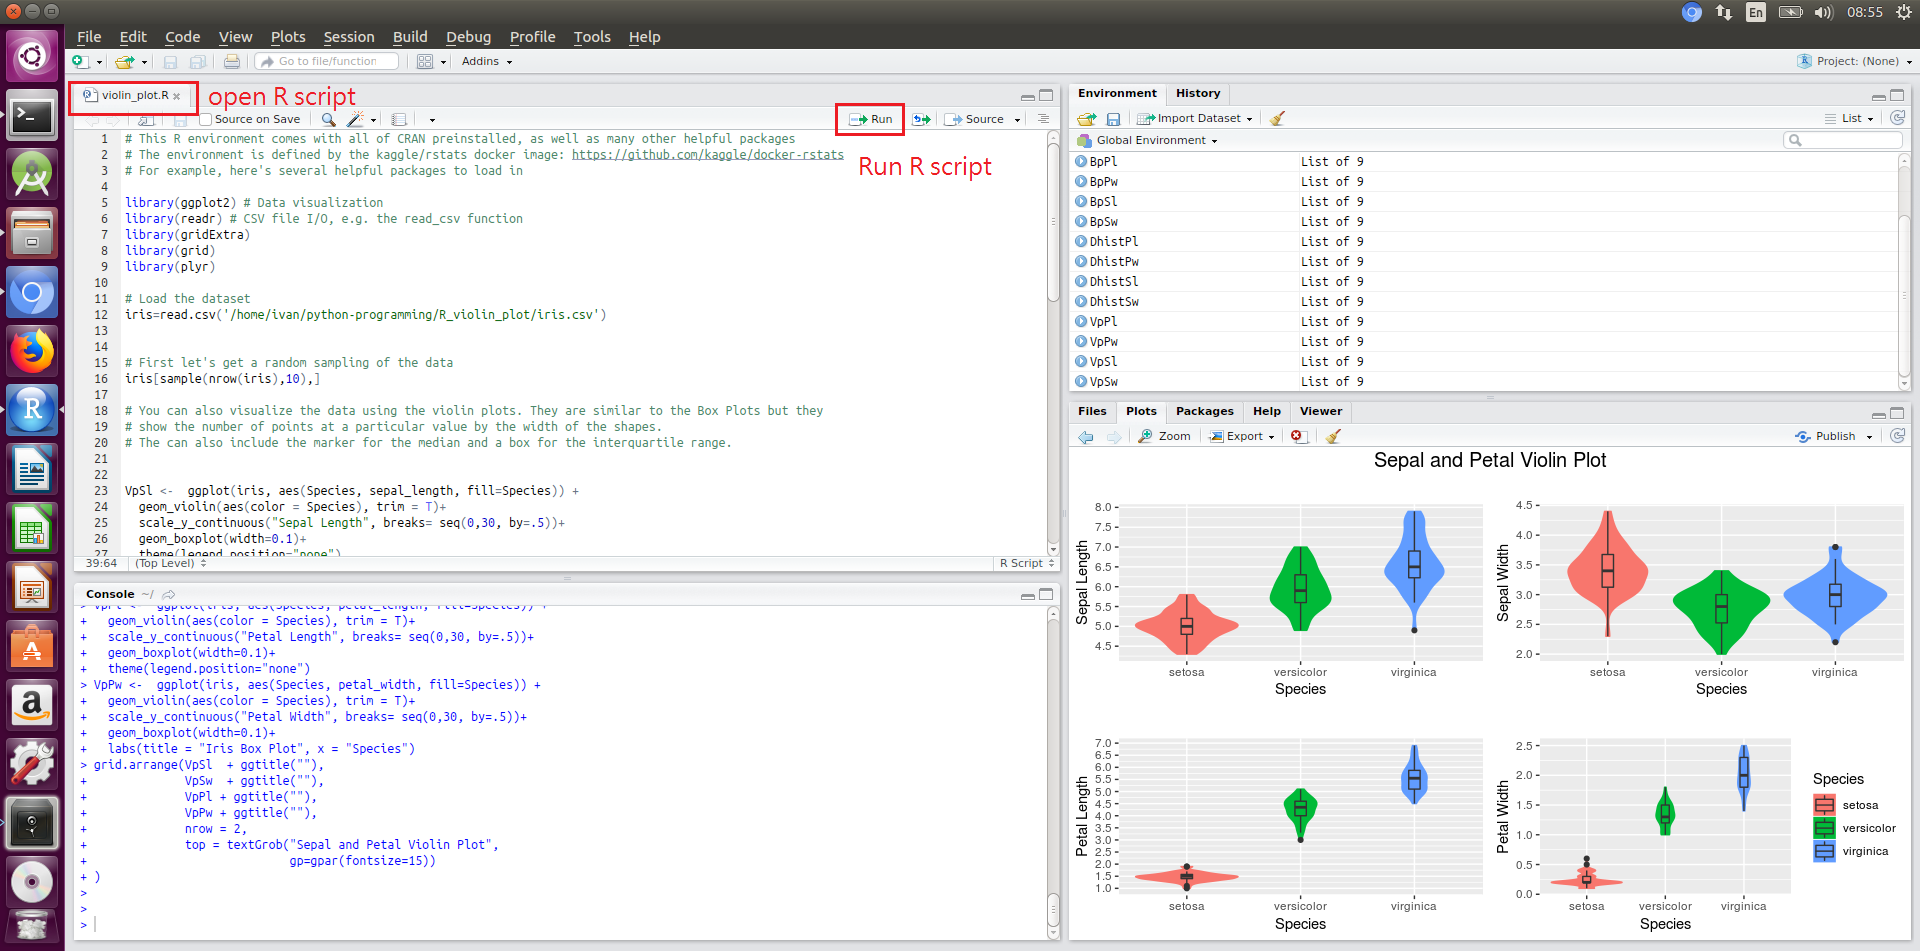 En
08:55
File Edit Code View Plots Session Build Debug Profile Tools Help
Go to file/function
Addins
Project: (None)
violin_plot.R
open R script
Source on Save
Run
Source
Run R script
1 # This R environment comes with all of CRAN preinstalled, as well as many other helpful packages
2 # The environment is defined by the kaggle/rstats docker image: https://github.com/kaggle/docker-rstats
3 # For example, here's several helpful packages to load in
4
5 library(ggplot2) # Data visualization
6 library(readr) # CSV file I/O, e.g. the read_csv function
7 library(gridExtra)
8 library(grid)
9 library(plyr)
10
11 # Load the dataset
12 iris=read.csv('/home/ivan/python-programming/R_violin_plot/iris.csv')
13
14
15 # First let's get a random sampling of the data
16 iris[sample(nrow(iris),10),]
17
18 # You can also visualize the data using the violin plots. They are similar to the Box Plots but they
19 # show the number of points at a particular value by the width of the shapes.
20 # The can also include the marker for the median and a box for the interquartile range.
21
22
23 VpSl <-  ggplot(iris, aes(Species, sepal_length, fill=Species)) +
24   geom_violin(aes(color = Species), trim = T)+
25   scale_y_continuous("Sepal Length", breaks= seq(0,30, by=.5))+
26   geom_boxplot(width=0.1)+
27   theme(legend.position="none")
39:64 (Top Level)
R Script
Console ~/
> VpPl <-  ggplot(iris, aes(Species, petal_length, fill=Species)) +
+   geom_violin(aes(color = Species), trim = T)+
+   scale_y_continuous("Petal Length", breaks= seq(0,30, by=.5))+
+   geom_boxplot(width=0.1)+
+   theme(legend.position="none")
> VpPw <-  ggplot(iris, aes(Species, petal_width, fill=Species)) +
+   geom_violin(aes(color = Species), trim = T)+
+   scale_y_continuous("Petal Width", breaks= seq(0,30, by=.5))+
+   geom_boxplot(width=0.1)+
+   labs(title = "Iris Box Plot", x = "Species")
> grid.arrange(VpSl  + ggtitle(""),
+              VpSw  + ggtitle(""),
+              VpPl + ggtitle(""),
+              VpPw + ggtitle(""),
+              nrow = 2,
+              top = textGrob("Sepal and Petal Violin Plot",
+                             gp=gpar(fontsize=15))
+ )
>
>
>
Environment History
Import Dataset
List
Global Environment
BpPl List of 9
BpPw List of 9
BpSl List of 9
BpSw List of 9
DhistPl List of 9
DhistPw List of 9
DhistSl List of 9
DhistSw List of 9
VpPl List of 9
VpPw List of 9
VpSl List of 9
VpSw List of 9
Files Plots Packages Help Viewer
Zoom Export Publish
Sepal and Petal Violin Plot
Sepal Length
8.0
7.5
7.0
6.5
6.0
5.5
5.0
4.5
setosa versicolor virginica
Species
Sepal Width
4.5
4.0
3.5
3.0
2.5
2.0
setosa versicolor virginica
Species
Petal Length
7.0
6.5
6.0
5.5
5.0
4.5
4.0
3.5
3.0
2.5
2.0
1.5
1.0
setosa versicolor virginica
Species
Petal Width
2.5
2.0
1.5
1.0
0.5
0.0
setosa versicolor virginica
Species
Species
setosa
versicolor
virginica